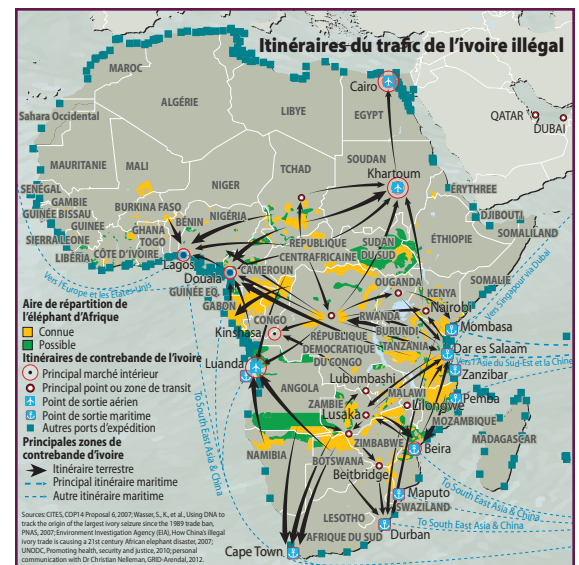 Itinéraires du trafic de l'ivoire illégal
MAROC
Cairo
ALGÉRIE
LIBYE
EGYPT
QATAR
DUBAI
Sahara Occidental
MAURITANIE
MALI
NIGER
TCHAD
SOUDAN
Khartoum
ÉRYTHREE
SÉNÉGAL
GAMBIE
GUINÉE BISSAU
GUINEE
SIERRA LEONE
LIBÉRIA
BURKINA FASO
BÉNIN
GHANA
TOGO
CÔTE D'IVOIRE
NIGÉRIA
Lagos
DJIBOUTI
SOMALILAND
ÉTHIOPIE
SUDAN
DU SUD
RÉPUBLIQUE
CENTRAFRICAINE
CAMEROUN
Douala
GUINÉE EQ.
GABON
CONGO
Kinshasa
OUGANDA
KENYA
SOMALIE
Nairobi
RWANDA
BURUNDI
TANZANIA
RÉPUBLIQUE
DEMOCRATIQUE
DU CONGO
Mombasa
Dar es Salaam
Zanzibar
Pemba
Vers l'Europe et les Etats-Unis
Vers Singapour via Dubai
Vers l'Asie du Sud-Est et la Chine
Luanda
ANGOLA
Lubumbashi
ZAMBIE
MALAWI
Lilongwe
Lusaka
MOZAMBIQUE
MADAGASCAR
ZIMBABWE
Beira
NAMIBIA
BOTSWANA
Beitbridge
Maputo
SWAZILAND
LESOTHO
Durban
AFRIQUE DU SUD
Cape Town
To South East Asia & China
To South East Asia & China
To South East Asia & China
Aire de répartition de
l'éléphant d'Afrique
Connue
Possible
Itinéraires de contrebande de l'ivoire
Principal marché intérieur
Principal point ou zone de transit
Point de sortie aérien
Point de sortie maritime
Autres ports d'expédition
Principales zones de
contrebande d'ivoire
Itinéraire terrestre
Principal itinéraire maritime
Autre itinéraire maritime
Sources: CITES, COP14 Proposal 6, 2007; Wasser, S., K., et al., Using DNA to
track the origin of the largest ivory seizure since the 1989 trade ban,
PNAS, 2007; Environment Investigation Agency (EIA), How China's illegal
ivory trade is causing a 21st century African elephant disaster, 2007;
UNODC, Promoting health, security and justice, 2010; personal
communication with Dr Christian Nelleman, GRID-Arendal, 2012.